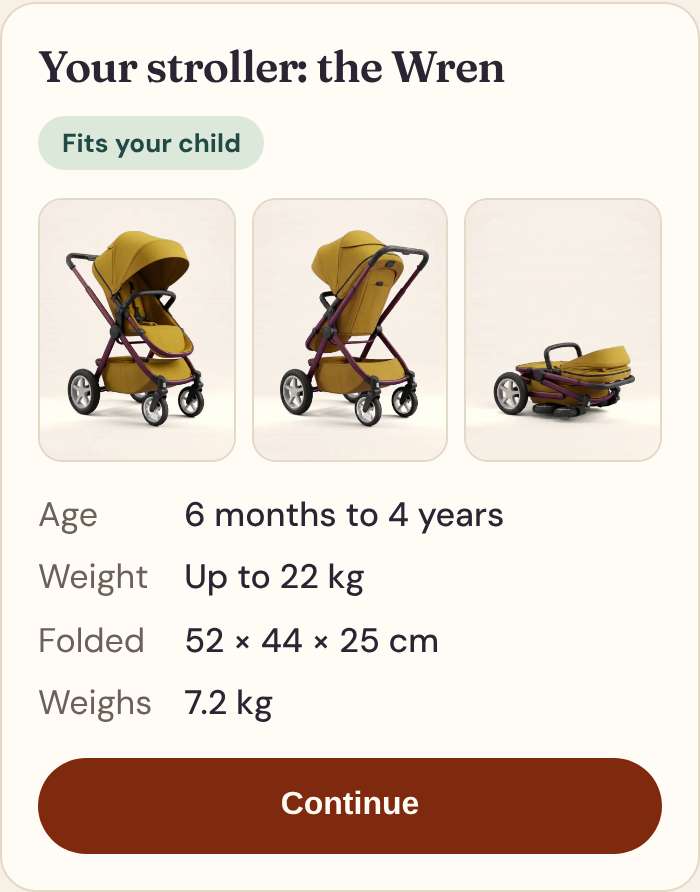 Your stroller: the Wren
Fits your child
Age 6 months to 4 years
Weight Up to 22 kg
Folded 52 × 44 × 25 cm
Weighs 7.2 kg
Continue